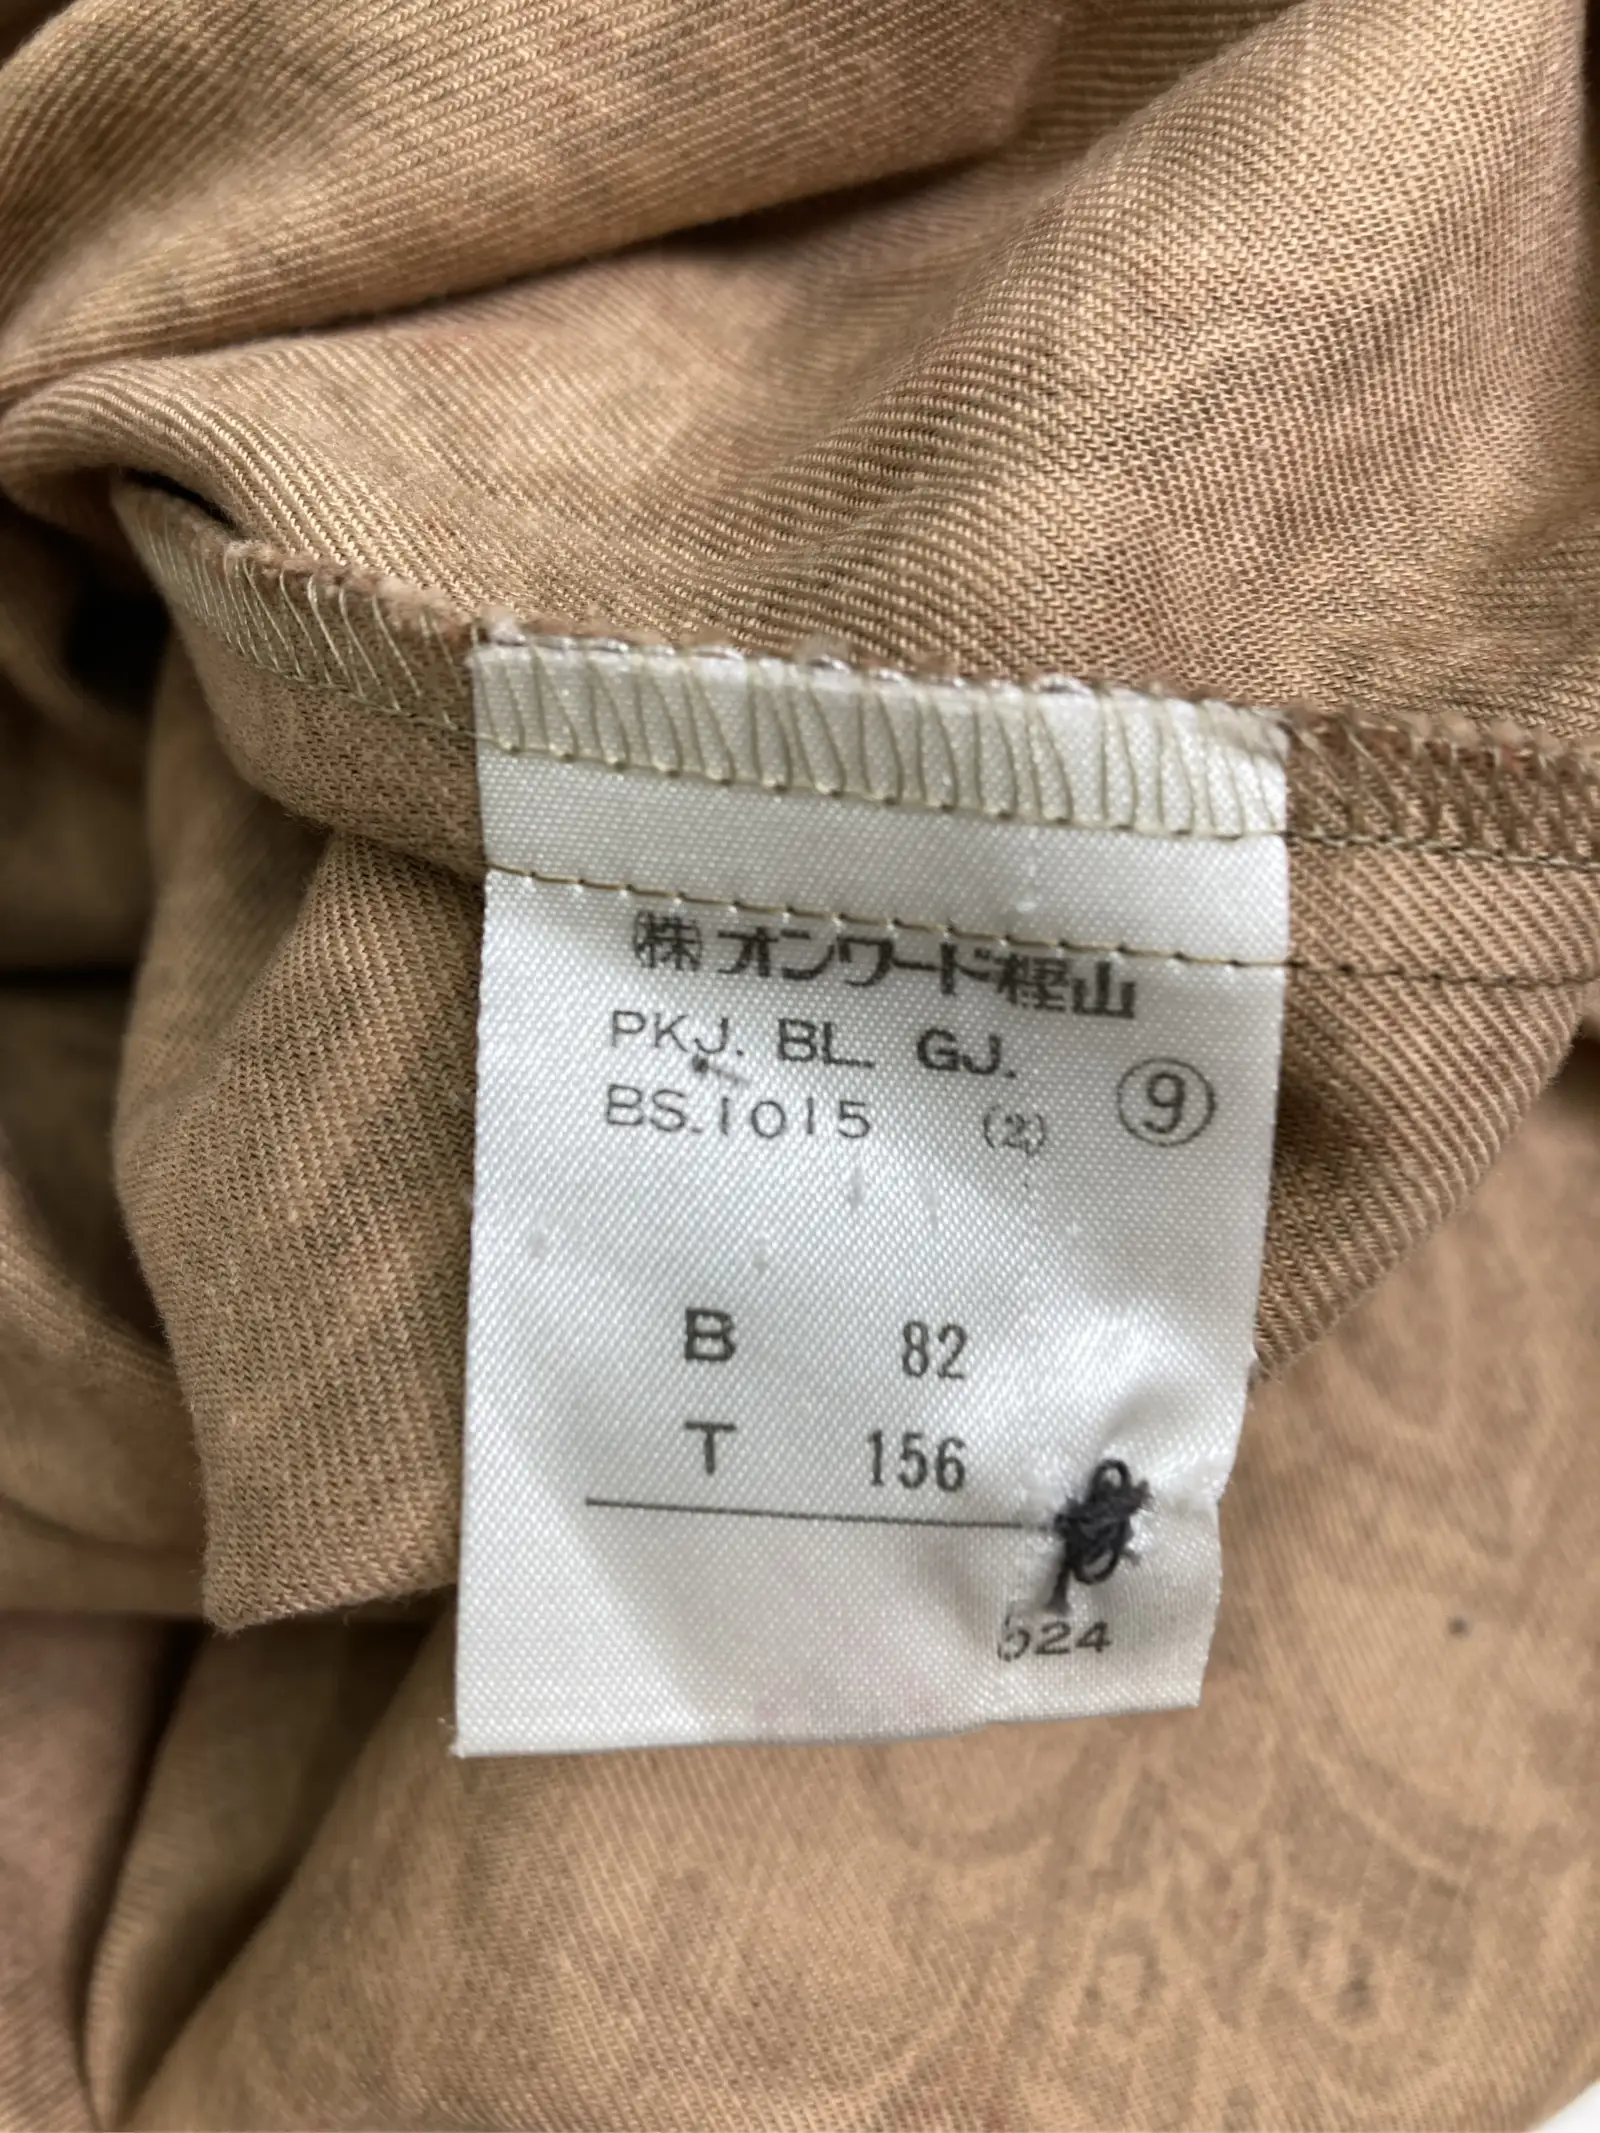 (株)オンワード樫山
PKJ. BL. GJ.
BS.1015 (2) ⑨
B 82
T 156
524